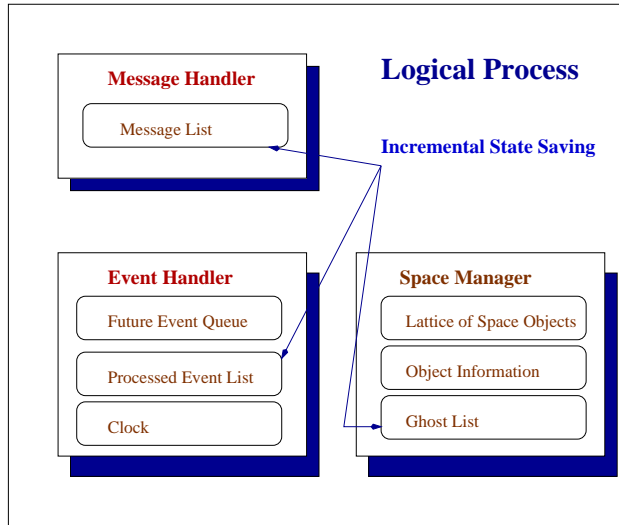 Logical Process
Message Handler
Message List
Incremental State Saving
Event Handler
Future Event Queue
Processed Event List
Clock
Space Manager
Lattice of Space Objects
Object Information
Ghost List